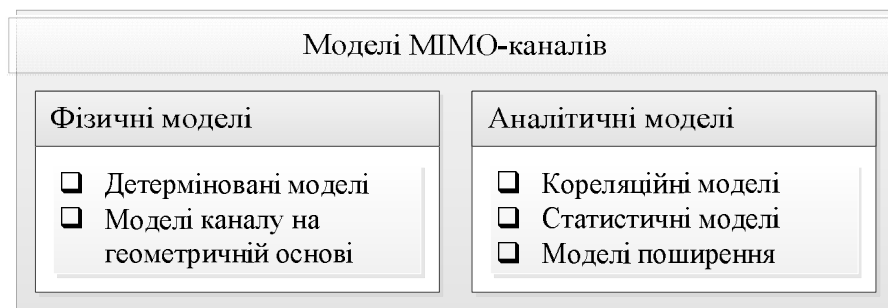 Моделі МІМО-каналів
Фізичні моделі
❑ Детерміновані моделі
❑ Моделі каналу на
геометричній основі
Аналітичні моделі
❑ Кореляційні моделі
❑ Статистичні моделі
❑ Моделі поширення